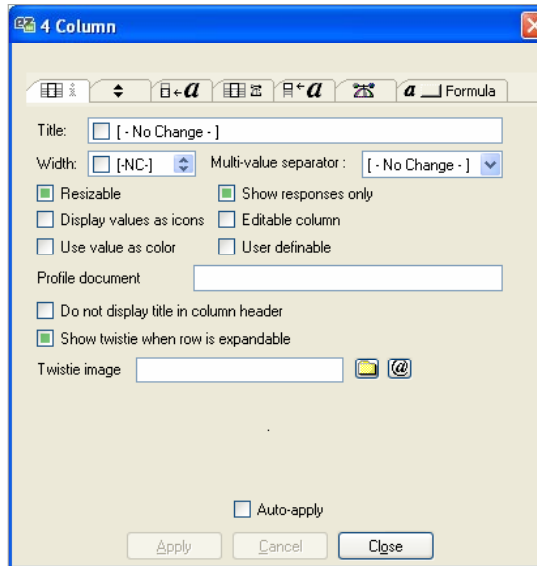 4 Column
a a a Formula
Title: [ - No Change - ]
Width: [-NC-] Multi-value separator : [ - No Change - ]
Resizable Show responses only
Display values as icons Editable column
Use value as color User definable
Profile document
Do not display title in column header
Show twistie when row is expandable
Twistie image @
Auto-apply
Apply Cancel Close